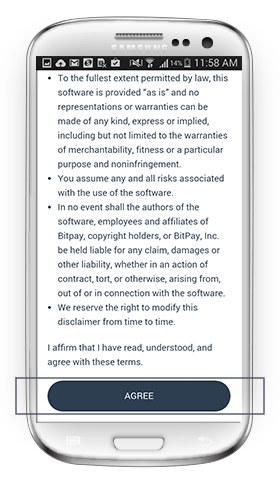 SAMSUNG
14% 11:58 AM
• To the fullest extent permitted by law, this
software is provided “as is” and no
representations or warranties can be
made of any kind, express or implied,
including but not limited to the warranties
of merchantability, fitness or a particular
purpose and noninfringement.
• You assume any and all risks associated
with the use of the software.
• In no event shall the authors of the
software, employees and affiliates of
Bitpay, copyright holders, or BitPay, Inc.
be held liable for any claim, damages or
other liability, whether in an action of
contract, tort, or otherwise, arising from,
out of or in connection with the software.
• We reserve the right to modify this
disclaimer from time to time.
I affirm that I have read, understood, and
agree with these terms.
AGREE